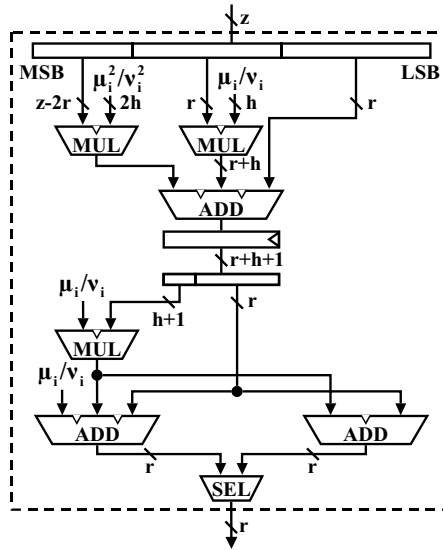 z
MSB LSB
μᵢ²/νᵢ² μᵢ/νᵢ
z-2r 2h r h r
MUL MUL
r+h
ADD
r+h+1
μᵢ/νᵢ r
h+1
MUL
μᵢ/νᵢ
ADD ADD
r r
SEL
r